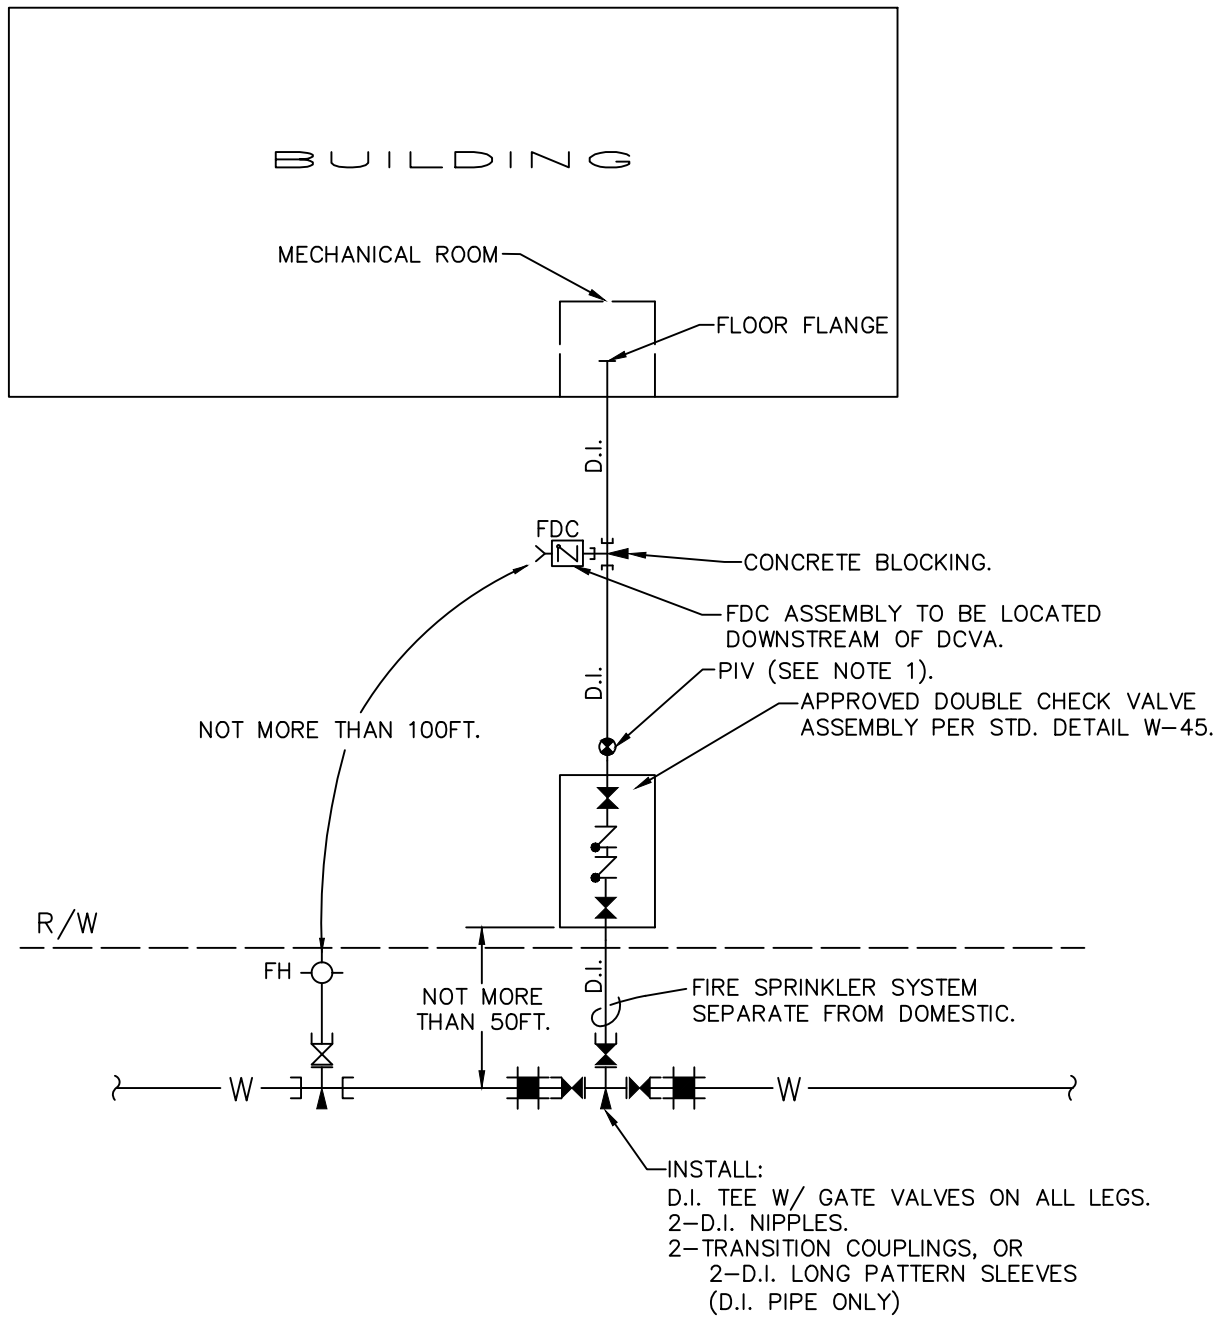 BUILDING
MECHANICAL ROOM
FLOOR FLANGE
D.I.
FDC
CONCRETE BLOCKING.
FDC ASSEMBLY TO BE LOCATED
DOWNSTREAM OF DCVA.
D.I.
PIV (SEE NOTE 1).
APPROVED DOUBLE CHECK VALVE
ASSEMBLY PER STD. DETAIL W-45.
NOT MORE THAN 100FT.
R/W
FH
D.I.
NOT MORE
THAN 50FT.
FIRE SPRINKLER SYSTEM
SEPARATE FROM DOMESTIC.
W
W
INSTALL:
D.I. TEE W/ GATE VALVES ON ALL LEGS.
2-D.I. NIPPLES.
2-TRANSITION COUPLINGS, OR
2-D.I. LONG PATTERN SLEEVES
(D.I. PIPE ONLY)